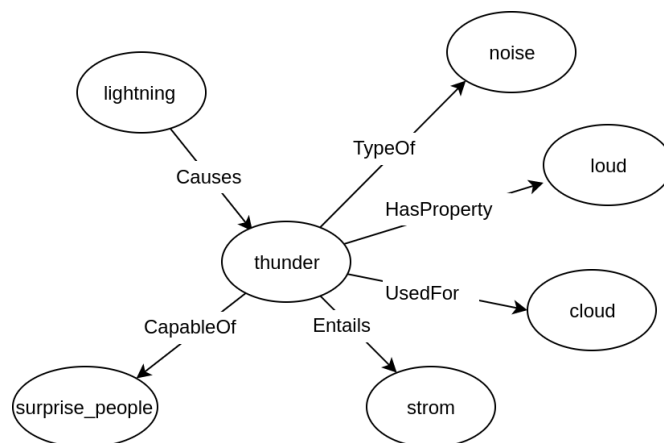 noise
lightning
TypeOf
loud
Causes
HasProperty
thunder
UsedFor
cloud
CapableOf
Entails
surprise_people
strom